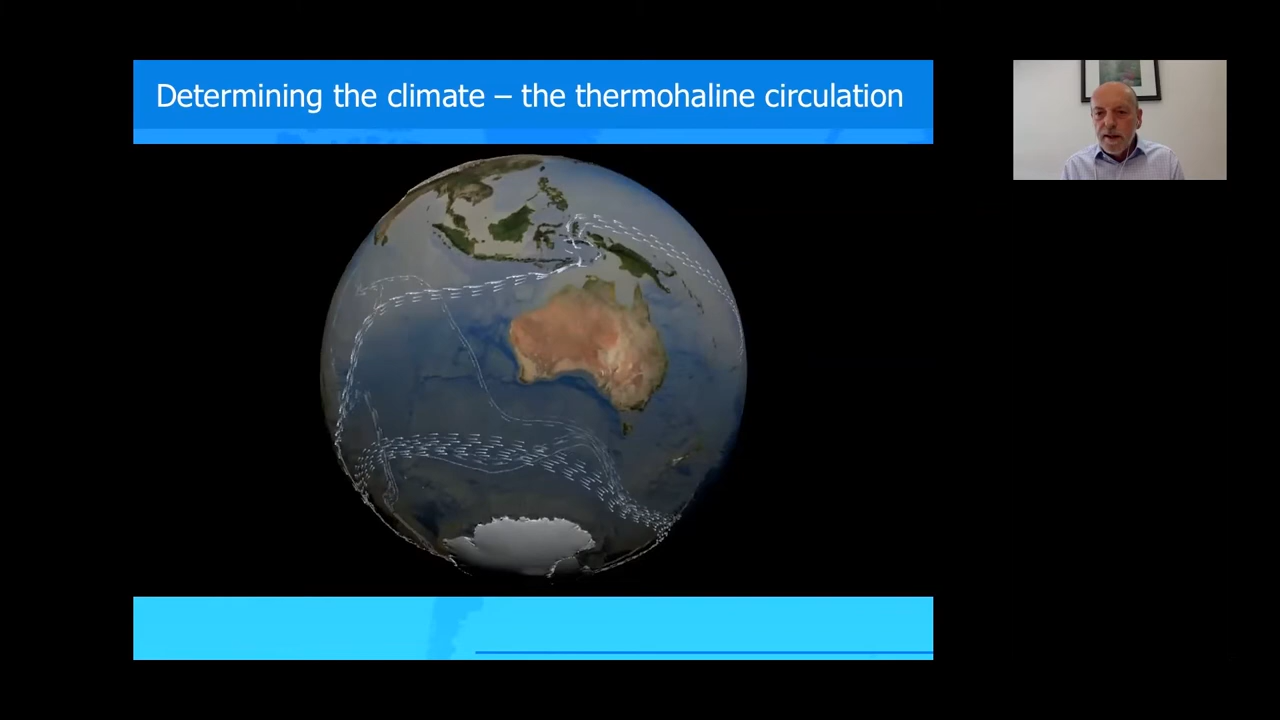 Determining the climate – the thermohaline circulation